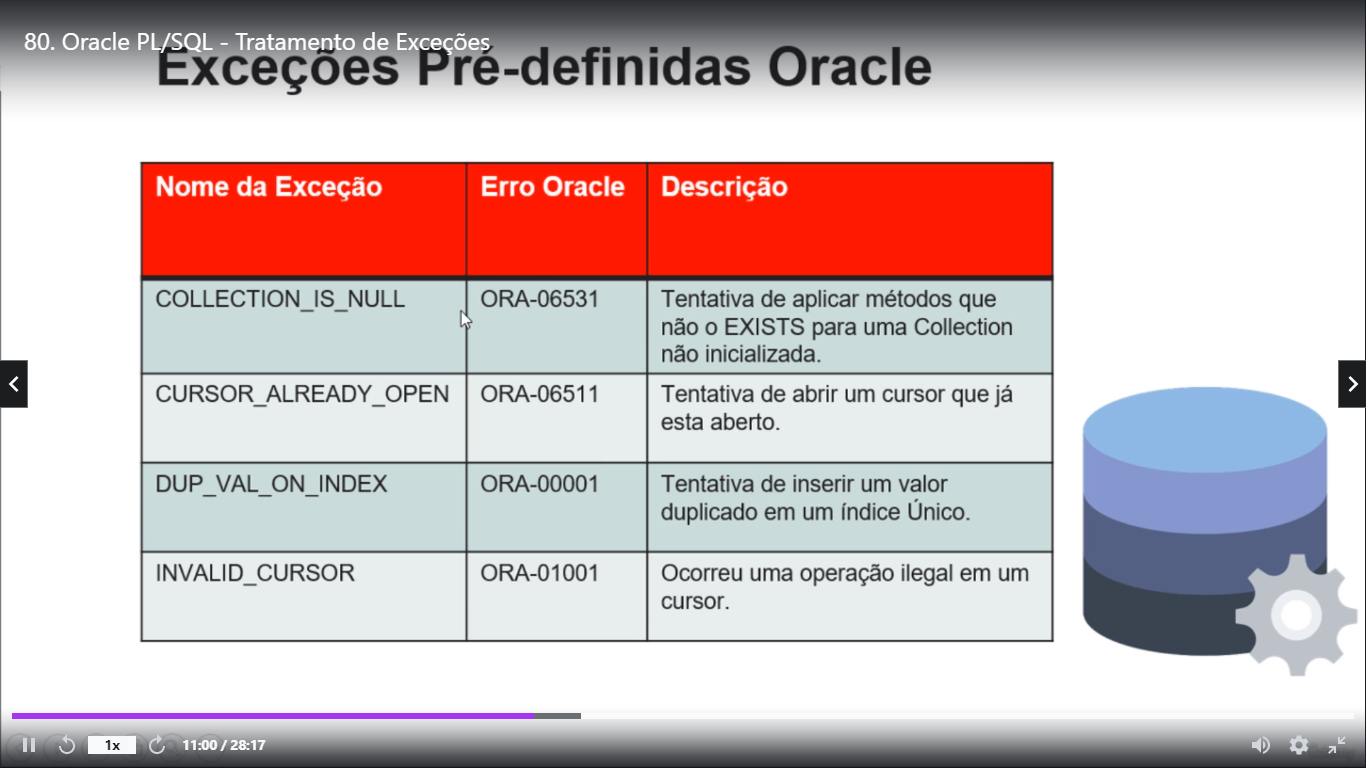 80. Oracle PL/SQL - Tratamento de Exceções
Exceções Pré-definidas Oracle
Nome da Exceção
Erro Oracle
Descrição
COLLECTION_IS_NULL
ORA-06531
Tentativa de aplicar métodos que
não o EXISTS para uma Collection
não inicializada.
CURSOR_ALREADY_OPEN
ORA-06511
Tentativa de abrir um cursor que já
esta aberto.
DUP_VAL_ON_INDEX
ORA-00001
Tentativa de inserir um valor
duplicado em um índice Único.
INVALID_CURSOR
ORA-01001
Ocorreu uma operação ilegal em um
cursor.
1x
11:00 / 28:17